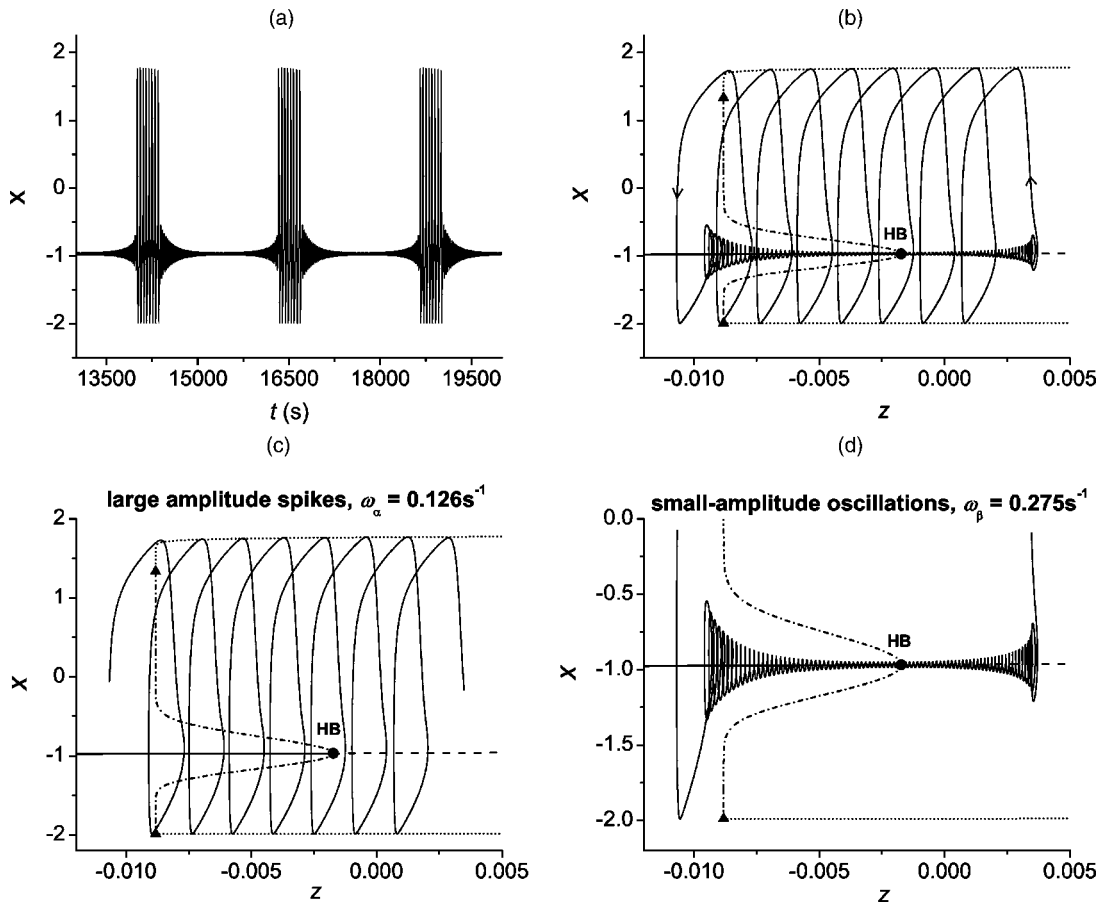 (a)
2
1
0
-1
-2
X
13500 15000 16500 18000 19500
t (s)
(b)
2
1
0
-1
-2
X
HB
-0.010 -0.005 0.000 0.005
z
(c)
large amplitude spikes, ωα = 0.126s⁻¹
2
1
0
-1
-2
X
HB
-0.010 -0.005 0.000 0.005
z
(d)
small-amplitude oscillations, ωβ = 0.275s⁻¹
0.0
-0.5
-1.0
-1.5
-2.0
X
HB
-0.010 -0.005 0.000 0.005
z